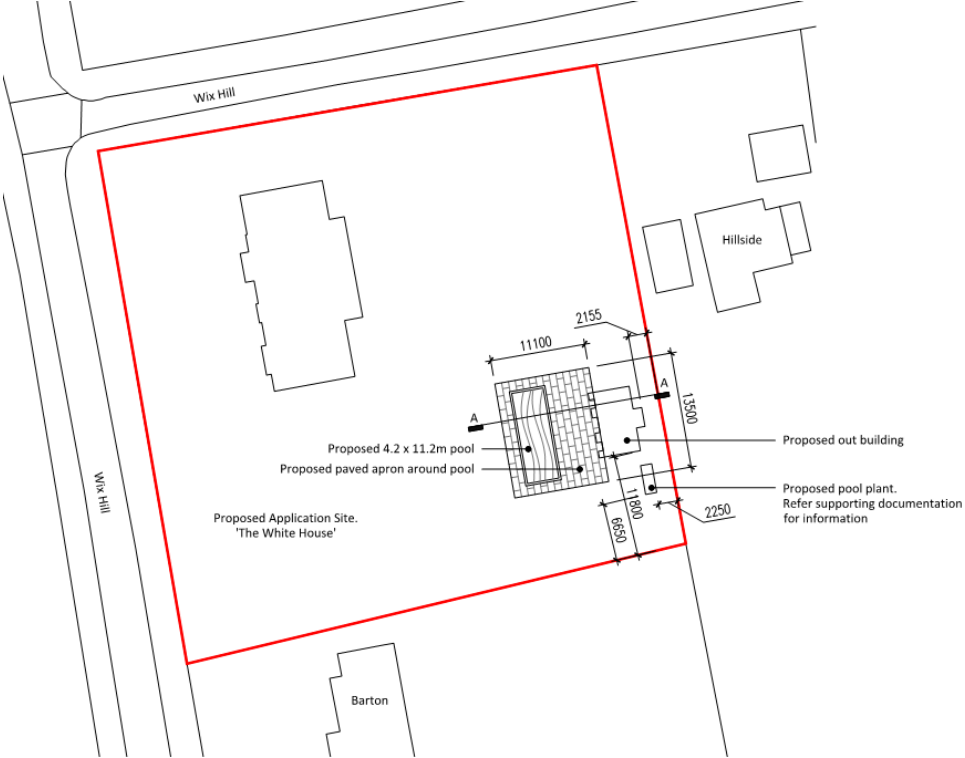 Wix Hill
Hillside
2155
11100
A
A
13500
Proposed 4.2 x 11.2m pool
Proposed out building
Proposed paved apron around pool
Proposed pool plant.
Refer supporting documentation
for information
Wix Hill
11800
2250
6650
Proposed Application Site.
'The White House'
Barton